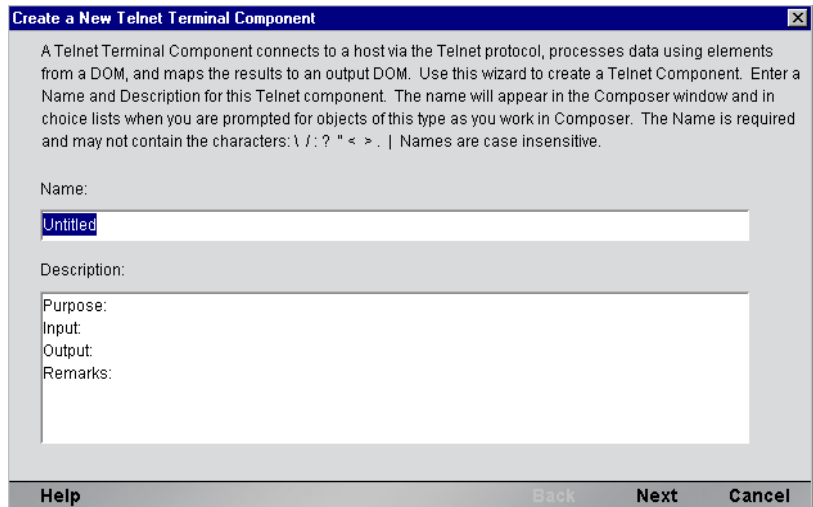 Create a New Telnet Terminal Component
A Telnet Terminal Component connects to a host via the Telnet protocol, processes data using elements
from a DOM, and maps the results to an output DOM.  Use this wizard to create a Telnet Component.  Enter a
Name and Description for this Telnet component.  The name will appear in the Composer window and in
choice lists when you are prompted for objects of this type as you work in Composer.  The Name is required
and may not contain the characters: \ / : ? " < > . |  Names are case insensitive.
Name:
Untitled
Description:
Purpose:
Input:
Output:
Remarks:
Help Back Next Cancel